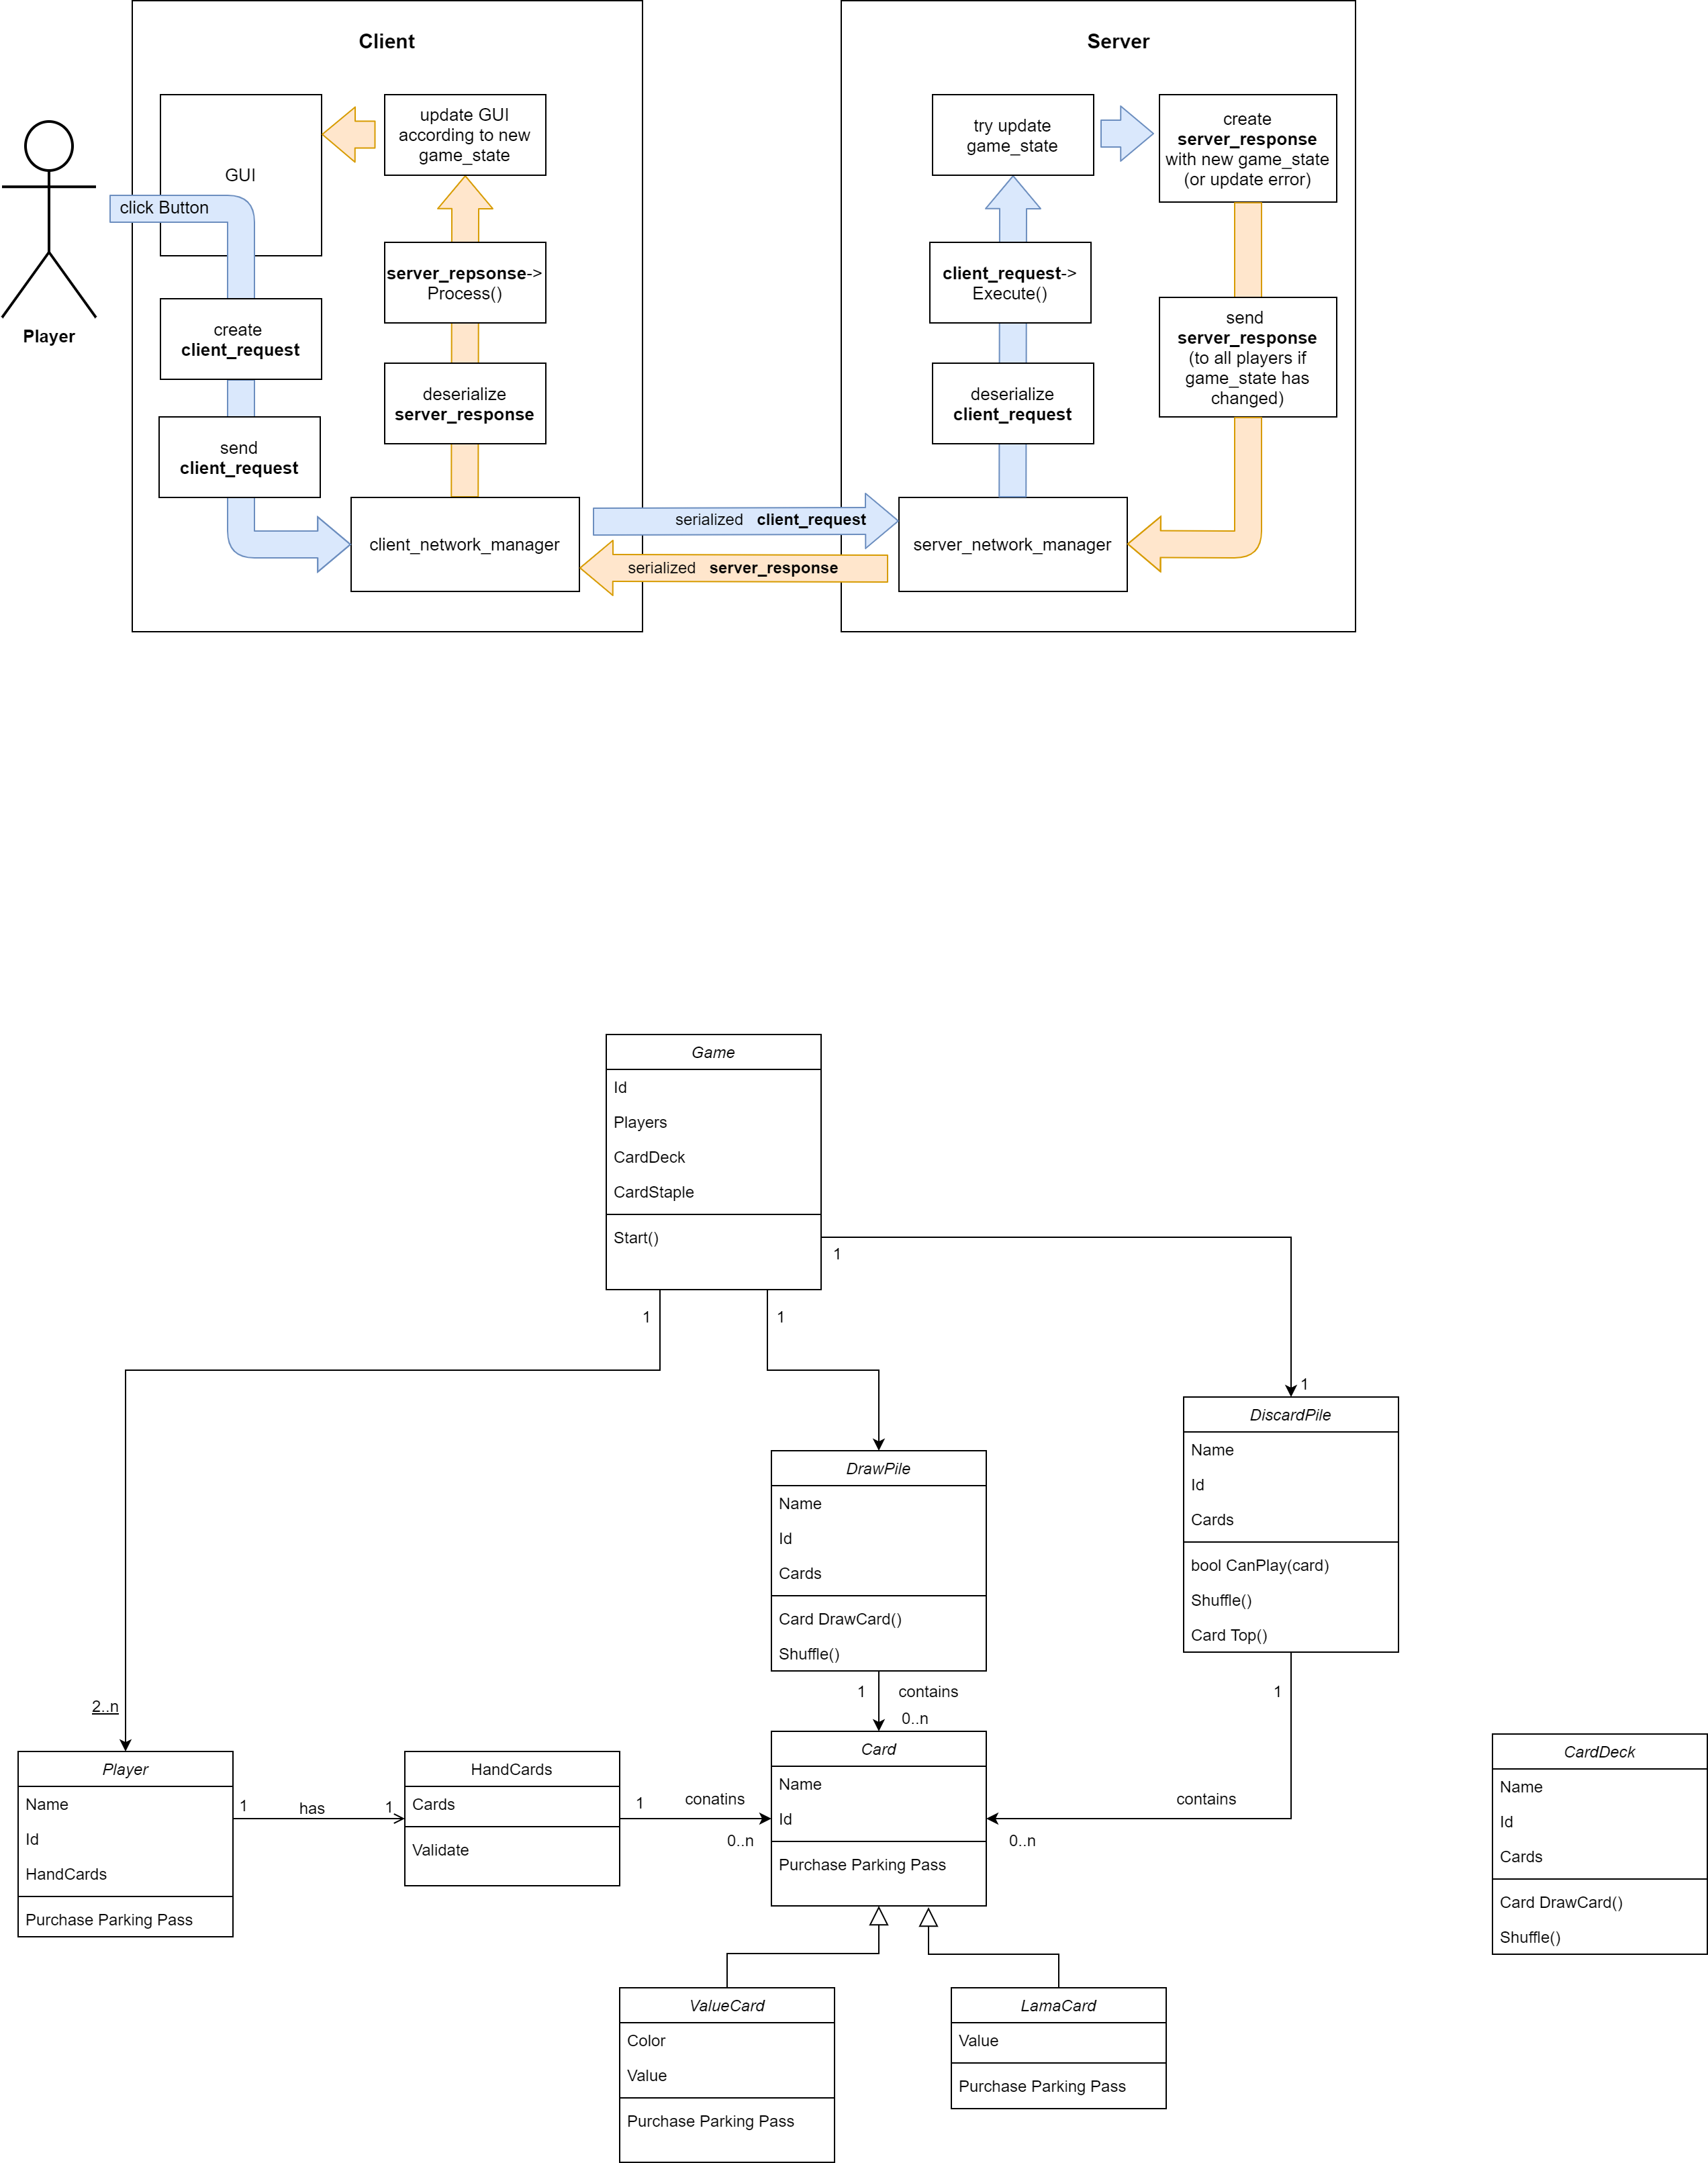 Client
GUI
update GUI
according to new
game_state
Player
click Button
server_repsonse->
Process()
create
client_request
deserialize
server_response
send
client_request
client_network_manager
serialized client_request
serialized server_response
Server
try update
game_state
create
server_response
with new game_state
(or update error)
client_request->
Execute()
send
server_response
(to all players if
game_state has
changed)
deserialize
client_request
server_network_manager
Game
Id
Players
CardDeck
CardStaple
Start()
1
1
1
1
2..n
DiscardPile
Name
Id
Cards
bool CanPlay(card)
Shuffle()
Card Top()
DrawPile
Name
Id
Cards
Card DrawCard()
Shuffle()
1
contains
0..n
1
contains
0..n
Player
Name
Id
HandCards
Purchase Parking Pass
1
has
1
HandCards
Cards
Validate
1
conatins
0..n
Card
Name
Id
Purchase Parking Pass
CardDeck
Name
Id
Cards
Card DrawCard()
Shuffle()
ValueCard
Color
Value
Purchase Parking Pass
LamaCard
Value
Purchase Parking Pass